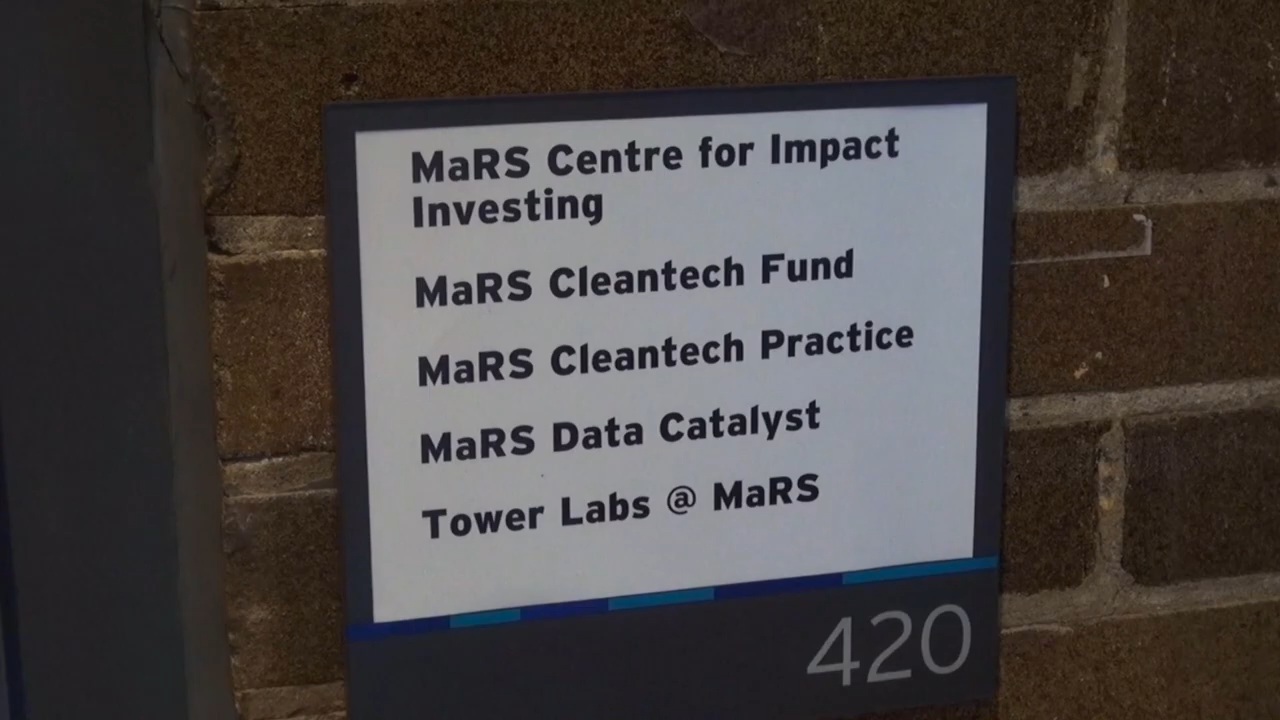 MaRS Centre for Impact
Investing
MaRS Cleantech Fund
MaRS Cleantech Practice
MaRS Data Catalyst
Tower Labs @ MaRS
420